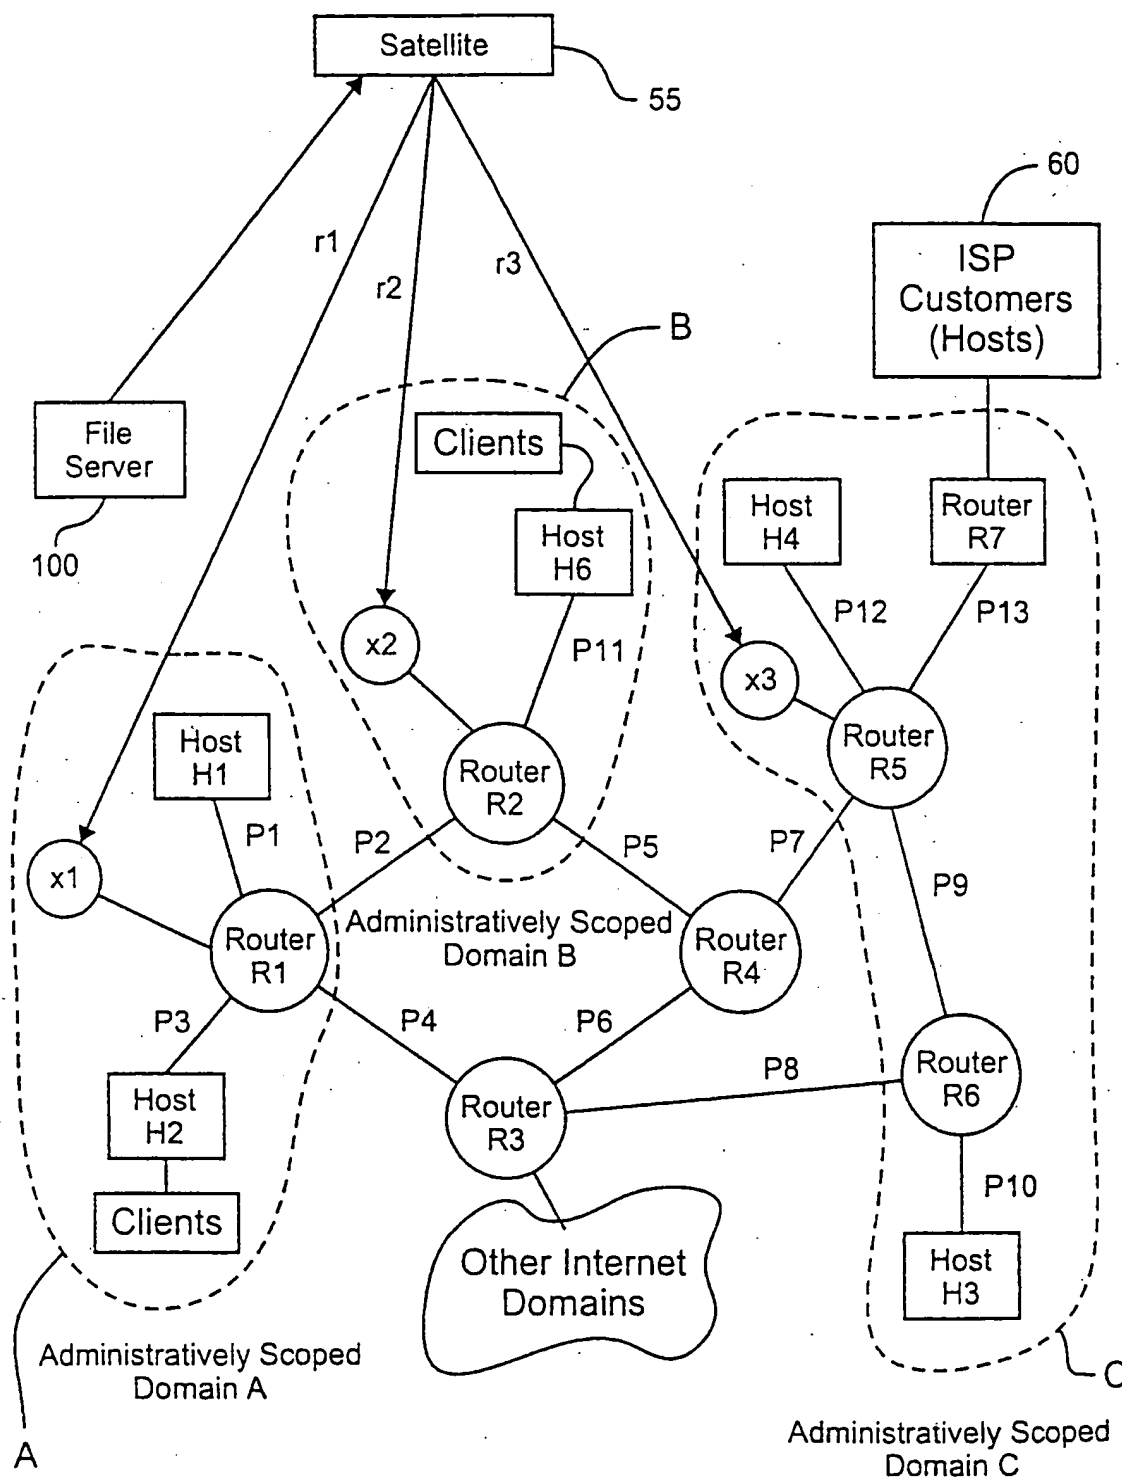 Satellite
55
60
r1
r2
r3
ISP
Customers
(Hosts)
B
File
Server
100
Clients
Host
H6
Host
H4
Router
R7
P12
P13
x2
P11
x3
Host
H1
Router
R2
Router
R5
P1
P2
P5
P7
x1
P9
Router
R1
Administratively Scoped
Domain B
Router
R4
P3
P4
P6
P8
Router
R6
Host
H2
Router
R3
P10
Clients
Other Internet
Domains
Host
H3
Administratively Scoped
Domain A
C
A
Administratively Scoped
Domain C